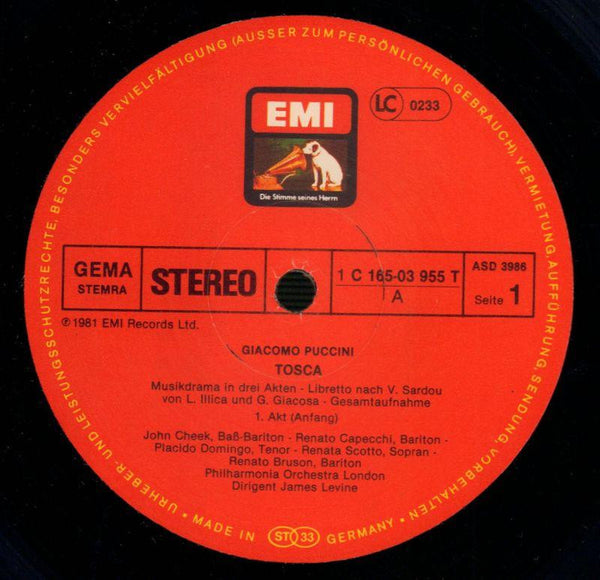 URHEBER- UND LEISTUNGSSCHUTZRECHTE, BESONDERS VERVIELFÄLTIGUNG (AUSSER ZUM PERSÖNLICHEN GEBRAUCH), VERMIETUNG, AUFFÜHRUNG, SENDUNG, VORBEHALTEN
EMI
Die Stimme seines Herrn
LC 0233
GEMA
STEMRA
STEREO
1 C 165-03 955 T
A
ASD 3986
Seite 1
℗ 1981 EMI Records Ltd.
GIACOMO PUCCINI
TOSCA
Musikdrama in drei Akten - Libretto nach V. Sardou
von L. Illica und G. Giacosa - Gesamtaufnahme
1. Akt (Anfang)
John Cheek, Baß-Bariton - Renato Capecchi, Bariton -
Placido Domingo, Tenor - Renata Scotto, Sopran -
Renato Bruson, Bariton
Philharmonia Orchestra London
Dirigent James Levine
• MADE IN ST 33 GERMANY •